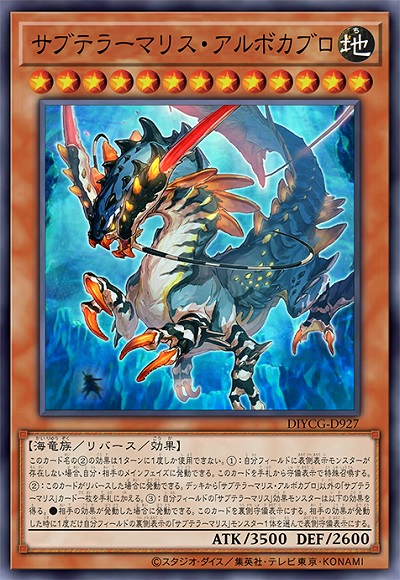 サブテラーマリス・アルボカブロ
地
DIYCG-D927
【海竜族／リバース／効果】
このカード名の②の効果は1ターンに1度しか使用できない。①：自分フィールドに表側表示モンスターが
存在しない場合、自分・相手のメインフェイズに発動できる。このカードを手札から守備表示で特殊召喚する。
②：このカードがリバースした場合に発動できる。デッキから「サブテラーマリス・アルボカブロ」以外の「サブテラ
ーマリス」カード一枚を手札に加える。③：自分フィールドの「サブテラーマリス」効果モンスターは以下の効果を
得る。●相手の効果が発動した場合に発動できる。このカードを裏側守備表示にする。相手の効果が発動
した時に1度だけ自分フィールドの裏側表示の「サブテラーマリス」モンスター1体を選んで表側守備表示にする。
ATK/3500 DEF/2600
©スタジオ・ダイス／集英社・テレビ東京・KONAMI